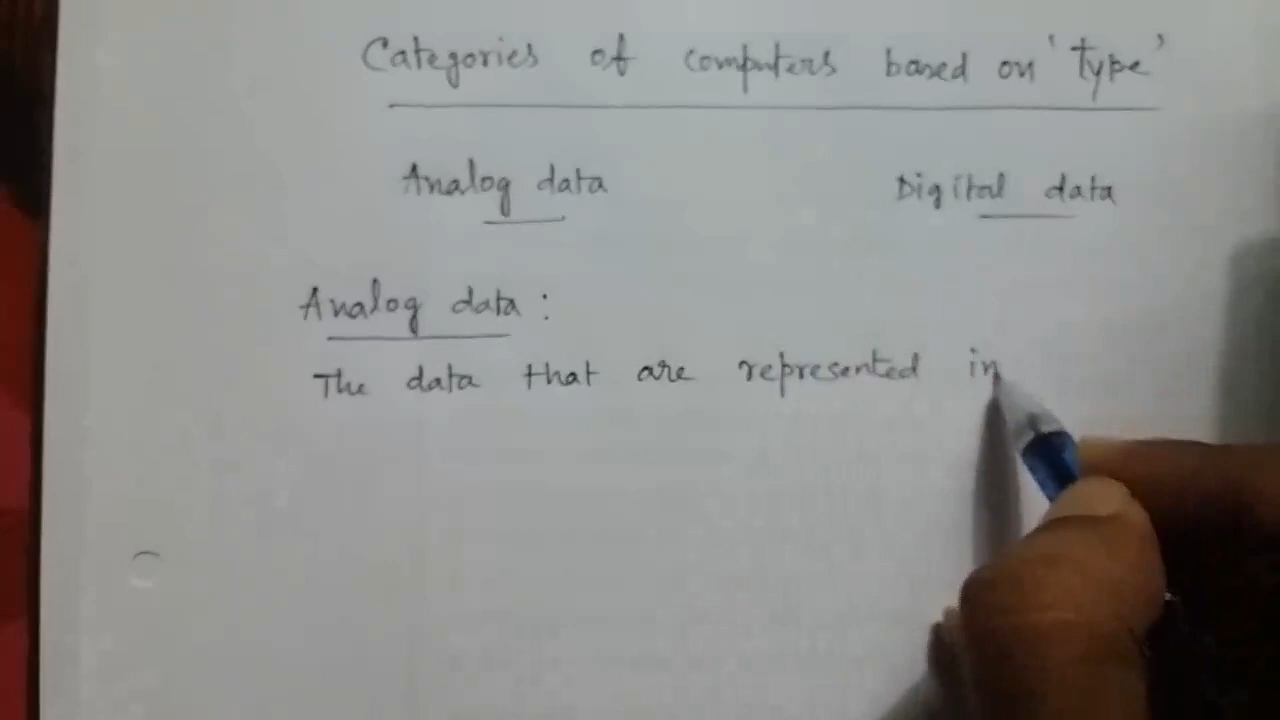 Categories of computers based on 'Type'
Analog data Digital data
Analog data :
The data that are represented in